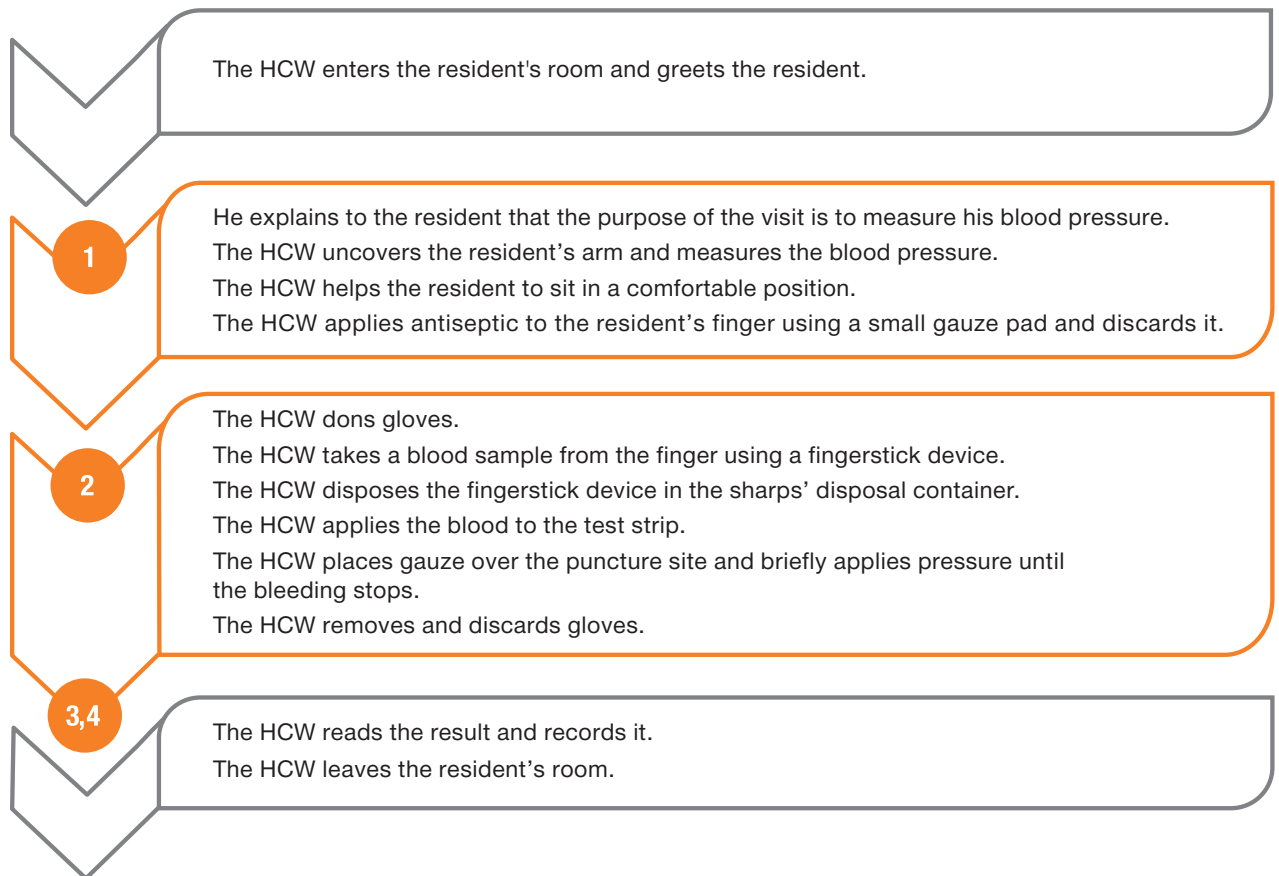 The HCW enters the resident's room and greets the resident.
1
He explains to the resident that the purpose of the visit is to measure his blood pressure.
The HCW uncovers the resident’s arm and measures the blood pressure.
The HCW helps the resident to sit in a comfortable position.
The HCW applies antiseptic to the resident’s finger using a small gauze pad and discards it.
2
The HCW dons gloves.
The HCW takes a blood sample from the finger using a fingerstick device.
The HCW disposes the fingerstick device in the sharps’ disposal container.
The HCW applies the blood to the test strip.
The HCW places gauze over the puncture site and briefly applies pressure until
the bleeding stops.
The HCW removes and discards gloves.
3,4
The HCW reads the result and records it.
The HCW leaves the resident’s room.